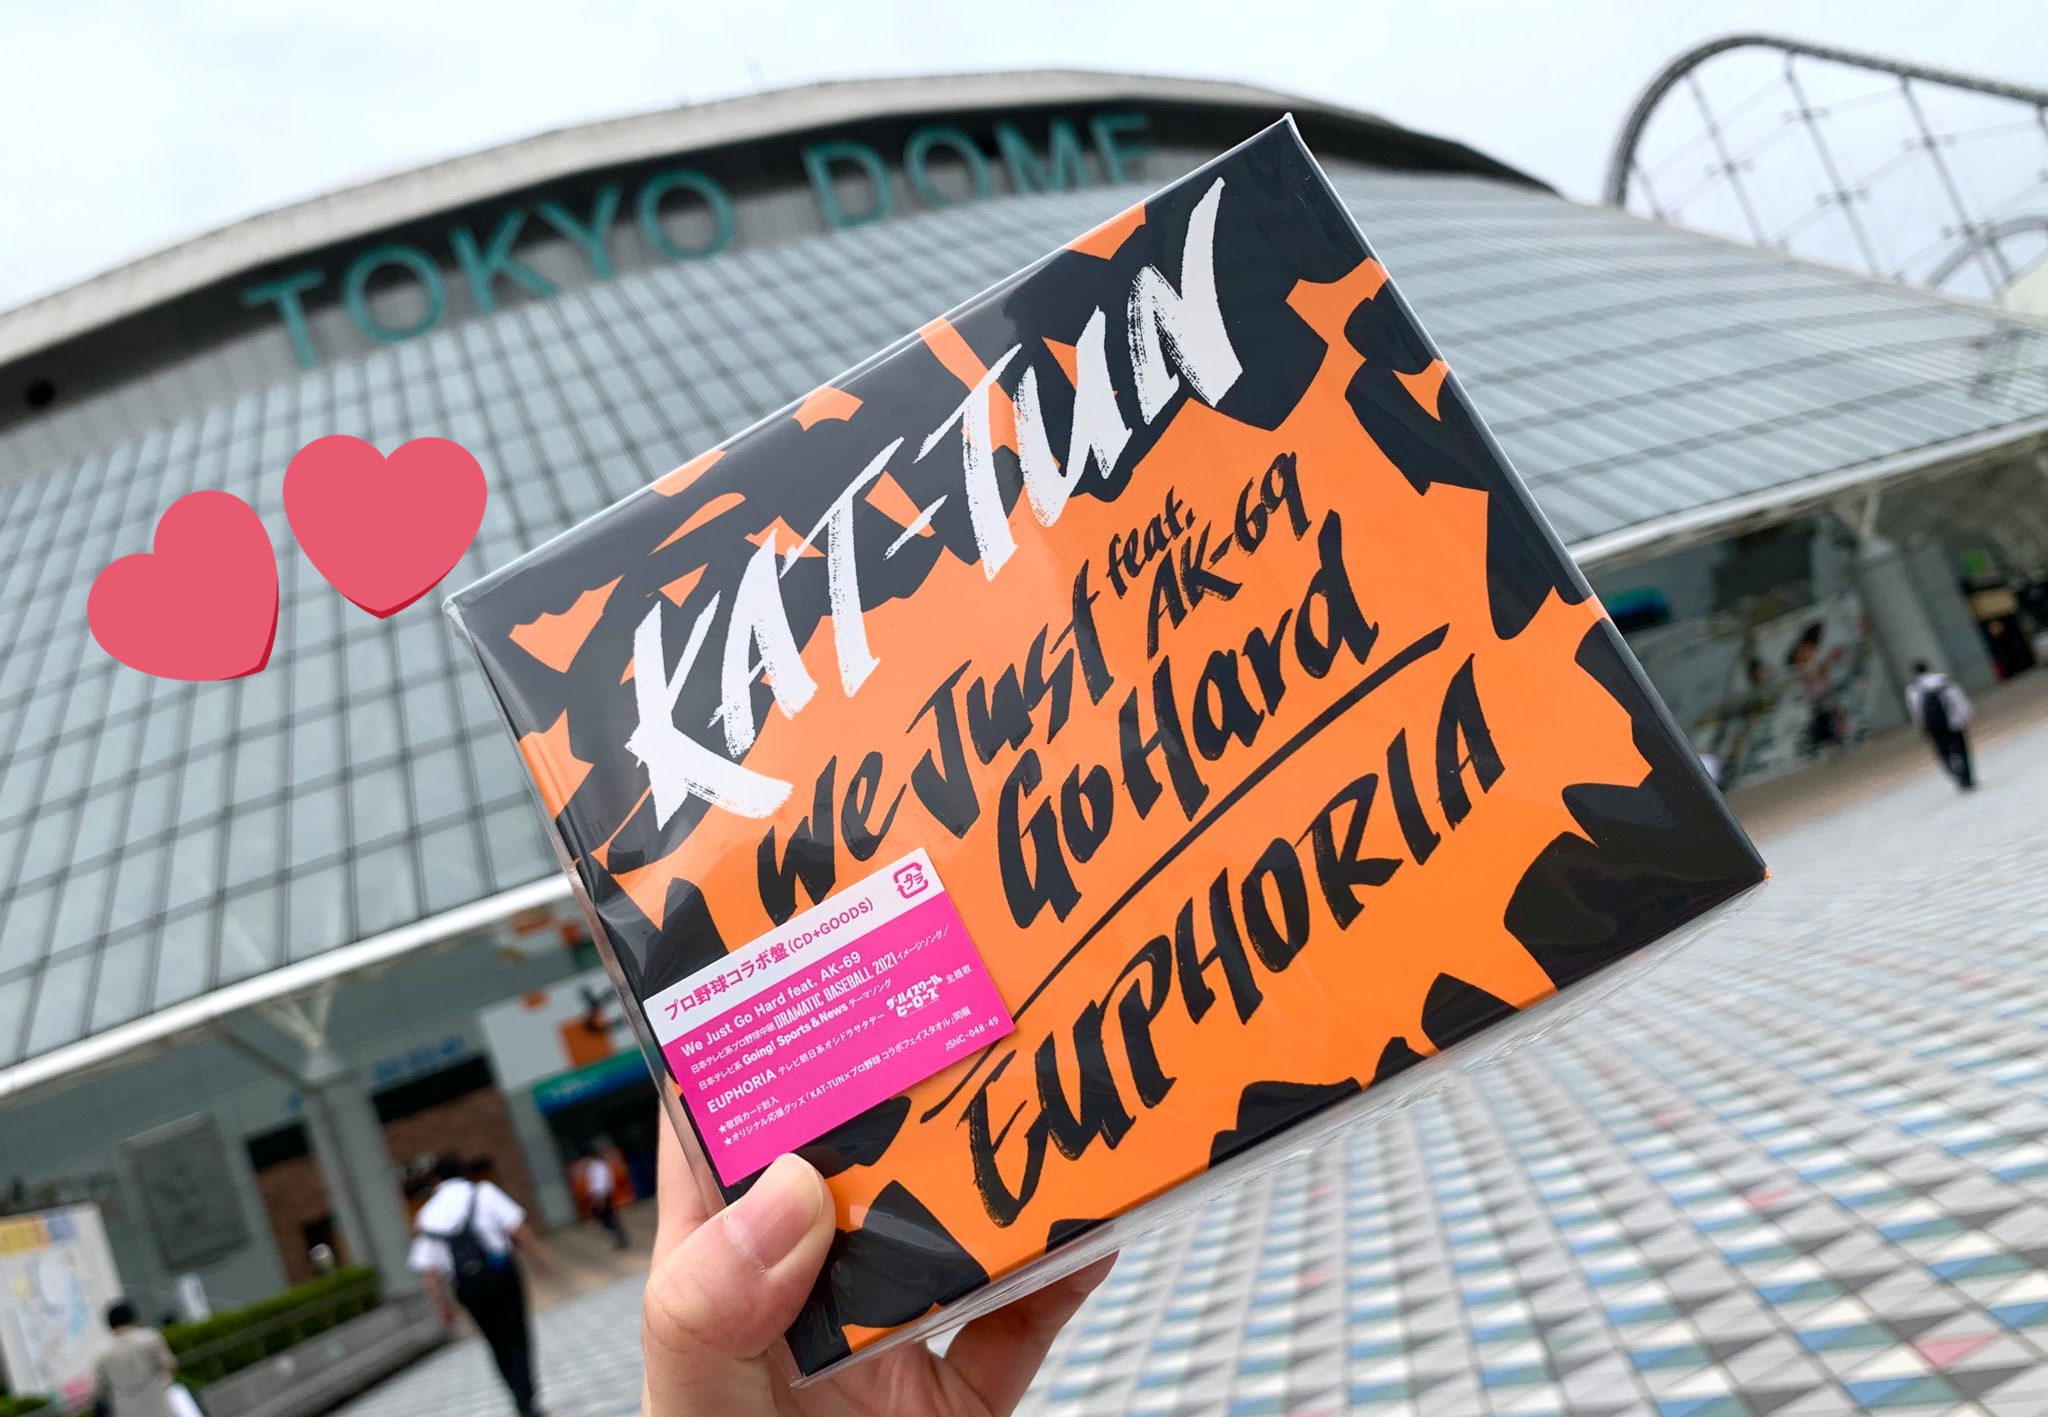 TOKYO DOME
KAT-TUN
We Just feat.
AK-69
Go Hard
EUPHORIA
プロ野球コラボ盤(CD+GOODS)
We Just Go Hard feat. AK-69
日本テレビ系プロ野球中継 DRAMATIC BASEBALL 2021 イメージソング/
日本テレビ系 Going! Sports&News テーマソング
EUPHORIA テレビ朝日系オシドラサタデー ザ・ハイスクール ヒーローズ 主題歌
★歌詞カード封入
★オリジナル応援グッズ「KAT-TUN×プロ野球 コラボフェイスタオル」同梱
JSNC-048・49